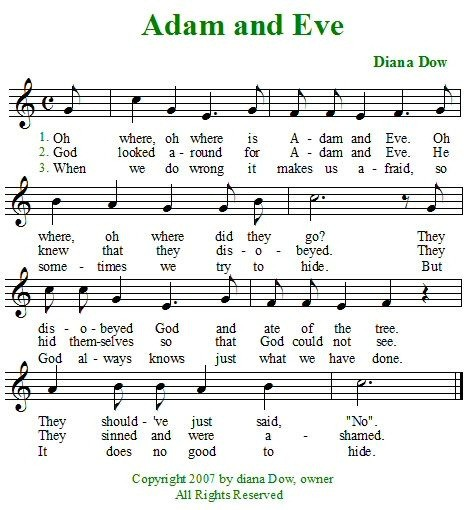 Adam and Eve
Diana Dow
1. Oh where, oh where is A - dam and Eve. Oh
2. God looked a - round for A - dam and Eve. He
3. When we do wrong it makes us a - fraid, so
where, oh where did they go? They
knew that they dis - o - beyed. They
some - times we try to hide. But
dis - o - beyed God and ate of the tree.
hid them-selves so that God could not see.
God al - ways knows just what we have done.
They should - 've just said, "No".
They sinned and were a - shamed.
It does no good to hide.
Copyright 2007 by diana Dow, owner
All Rights Reserved